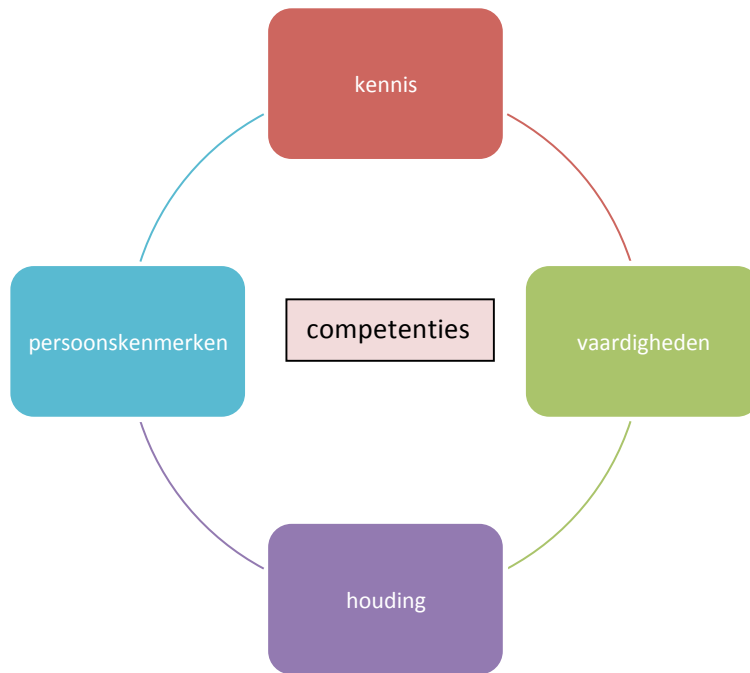 kennis
persoonskenmerken
competenties
vaardigheden
houding